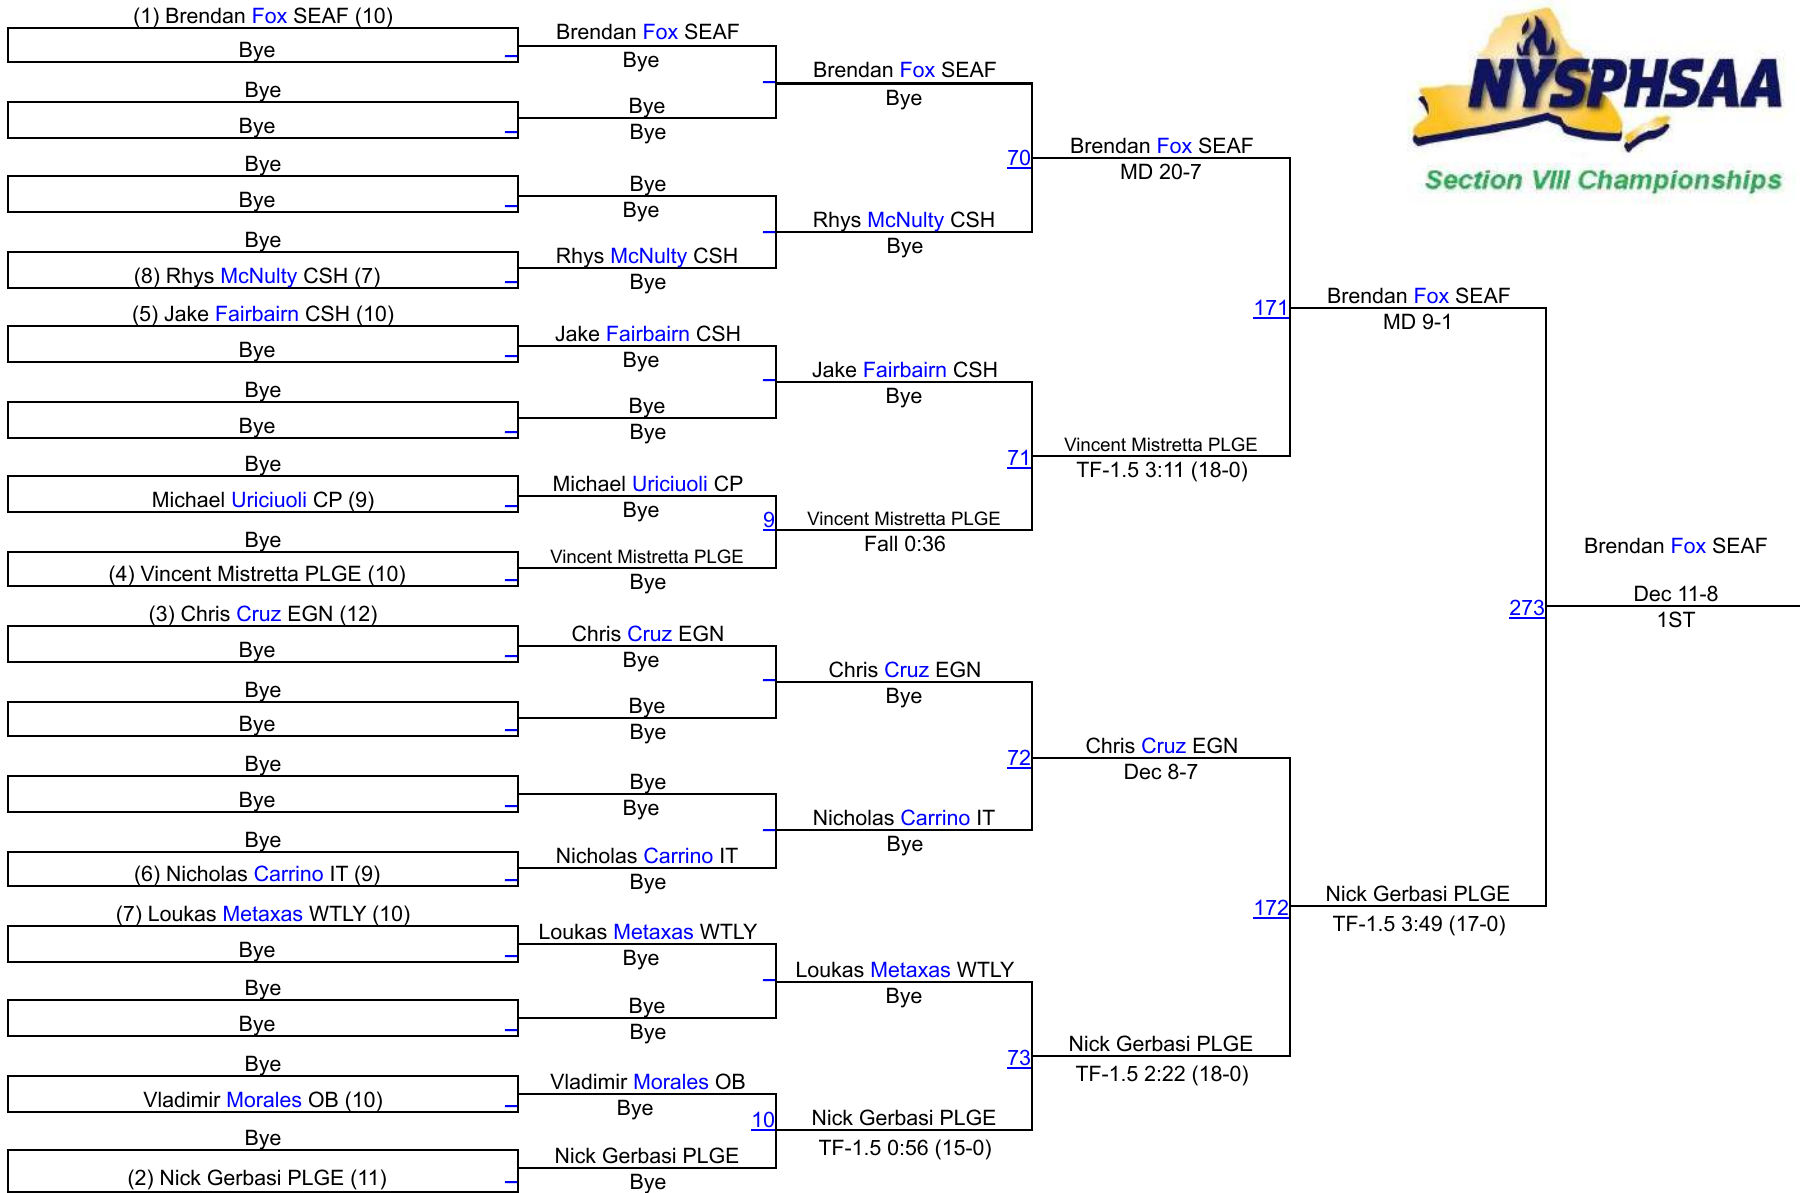 (1) Brendan Fox SEAF (10)
Bye
Bye
Bye
Bye
Bye
Bye
(8) Rhys McNulty CSH (7)
(5) Jake Fairbairn CSH (10)
Bye
Bye
Bye
Bye
Michael Uriciuoli CP (9)
Bye
(4) Vincent Mistretta PLGE (10)
(3) Chris Cruz EGN (12)
Bye
Bye
Bye
Bye
Bye
Bye
(6) Nicholas Carrino IT (9)
(7) Loukas Metaxas WTLY (10)
Bye
Bye
Bye
Bye
Vladimir Morales OB (10)
Bye
(2) Nick Gerbasi PLGE (11)
Brendan Fox SEAF
Bye
Bye
Bye
Bye
Bye
Rhys McNulty CSH
Bye
Jake Fairbairn CSH
Bye
Bye
Bye
Michael Uriciuoli CP
Bye
9
Vincent Mistretta PLGE
Bye
Chris Cruz EGN
Bye
Bye
Bye
Bye
Bye
Nicholas Carrino IT
Bye
Loukas Metaxas WTLY
Bye
Bye
Bye
Vladimir Morales OB
Bye
10
Nick Gerbasi PLGE
Bye
Brendan Fox SEAF
Bye
70
Rhys McNulty CSH
Bye
Jake Fairbairn CSH
Bye
71
Vincent Mistretta PLGE
Fall 0:36
Chris Cruz EGN
Bye
72
Nicholas Carrino IT
Bye
Loukas Metaxas WTLY
Bye
73
Nick Gerbasi PLGE
TF-1.5 0:56 (15-0)
Brendan Fox SEAF
MD 20-7
171
Vincent Mistretta PLGE
TF-1.5 3:11 (18-0)
Chris Cruz EGN
Dec 8-7
172
Nick Gerbasi PLGE
TF-1.5 2:22 (18-0)
Brendan Fox SEAF
MD 9-1
273
Nick Gerbasi PLGE
TF-1.5 3:49 (17-0)
NYSPHSAA
Section VIII Championships
Brendan Fox SEAF
Dec 11-8
1ST